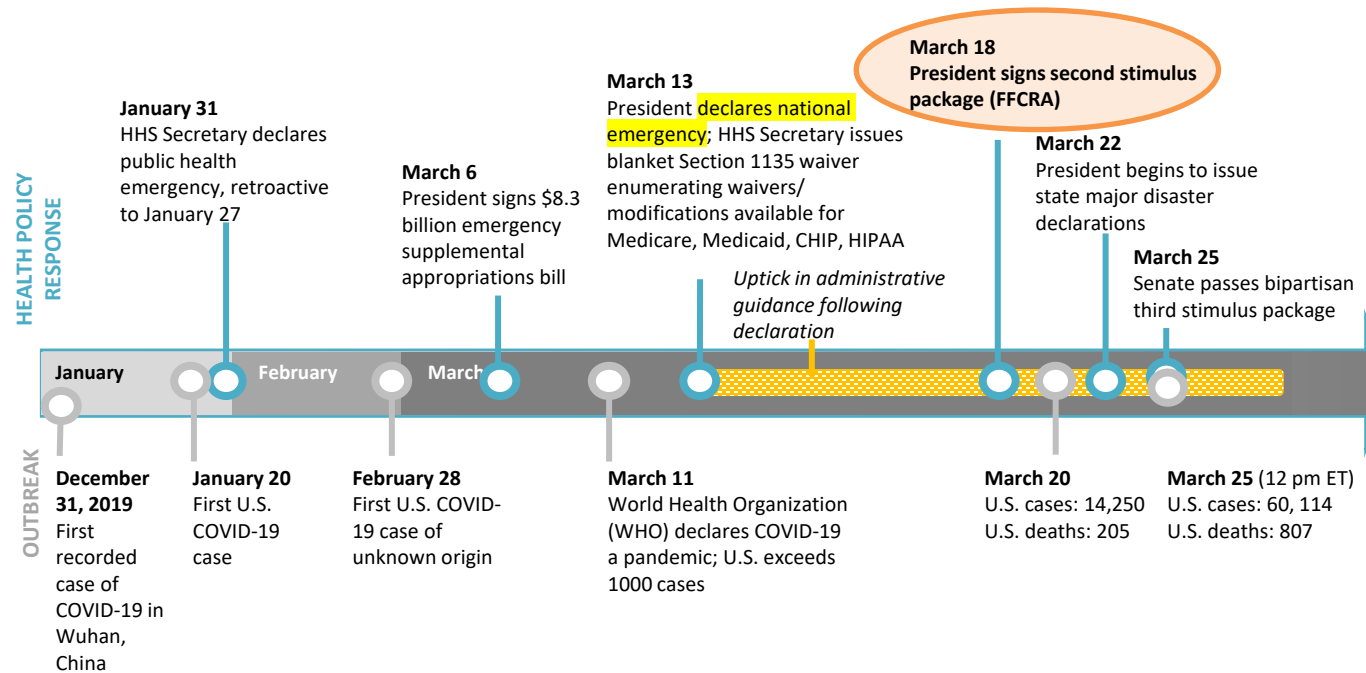 March 18
President signs second stimulus
package (FFCRA)
March 13
President declares national
emergency; HHS Secretary issues
blanket Section 1135 waiver
enumerating waivers/
modifications available for
Medicare, Medicaid, CHIP, HIPAA
January 31
HHS Secretary declares
public health
emergency, retroactive
to January 27
March 6
President signs $8.3
billion emergency
supplemental
appropriations bill
March 22
President begins to issue
state major disaster
declarations
March 25
Senate passes bipartisan
third stimulus package
Uptick in administrative
guidance following
declaration
HEALTH POLICY
RESPONSE
January
February
March
OUTBREAK
December
31, 2019
First
recorded
case of
COVID-19 in
Wuhan,
China
January 20
First U.S.
COVID-19
case
February 28
First U.S. COVID-
19 case of
unknown origin
March 11
World Health Organization
(WHO) declares COVID-19
a pandemic; U.S. exceeds
1000 cases
March 20
U.S. cases: 14,250
U.S. deaths: 205
March 25 (12 pm ET)
U.S. cases: 60, 114
U.S. deaths: 807